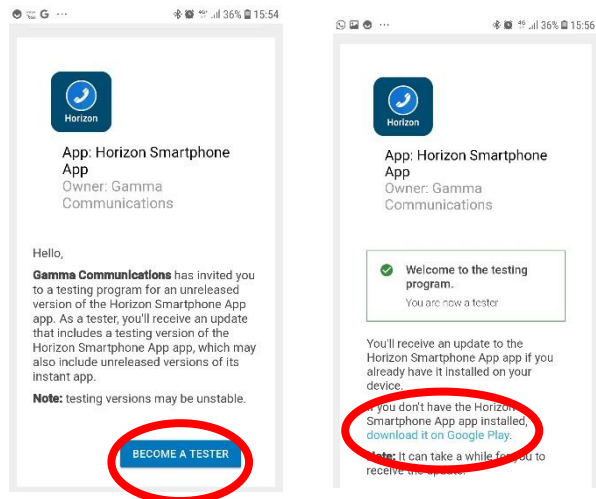 G ··· 36% 15:54
Horizon
App: Horizon Smartphone
App
Owner: Gamma
Communications
Hello,
Gamma Communications has invited you
to a testing program for an unreleased
version of the Horizon Smartphone App
app. As a tester, you'll receive an update
that includes a testing version of the
Horizon Smartphone App app, which may
also include unreleased versions of its
instant app.
Note: testing versions may be unstable.
BECOME A TESTER
··· 36% 15:56
Horizon
App: Horizon Smartphone
App
Owner: Gamma
Communications
Welcome to the testing
program.
You are now a tester
You'll receive an update to the
Horizon Smartphone App app if you
already have it installed on your
device.
If you don't have the Horizon
Smartphone App app installed,
download it on Google Play.
Note: It can take a while for you to
receive the update.